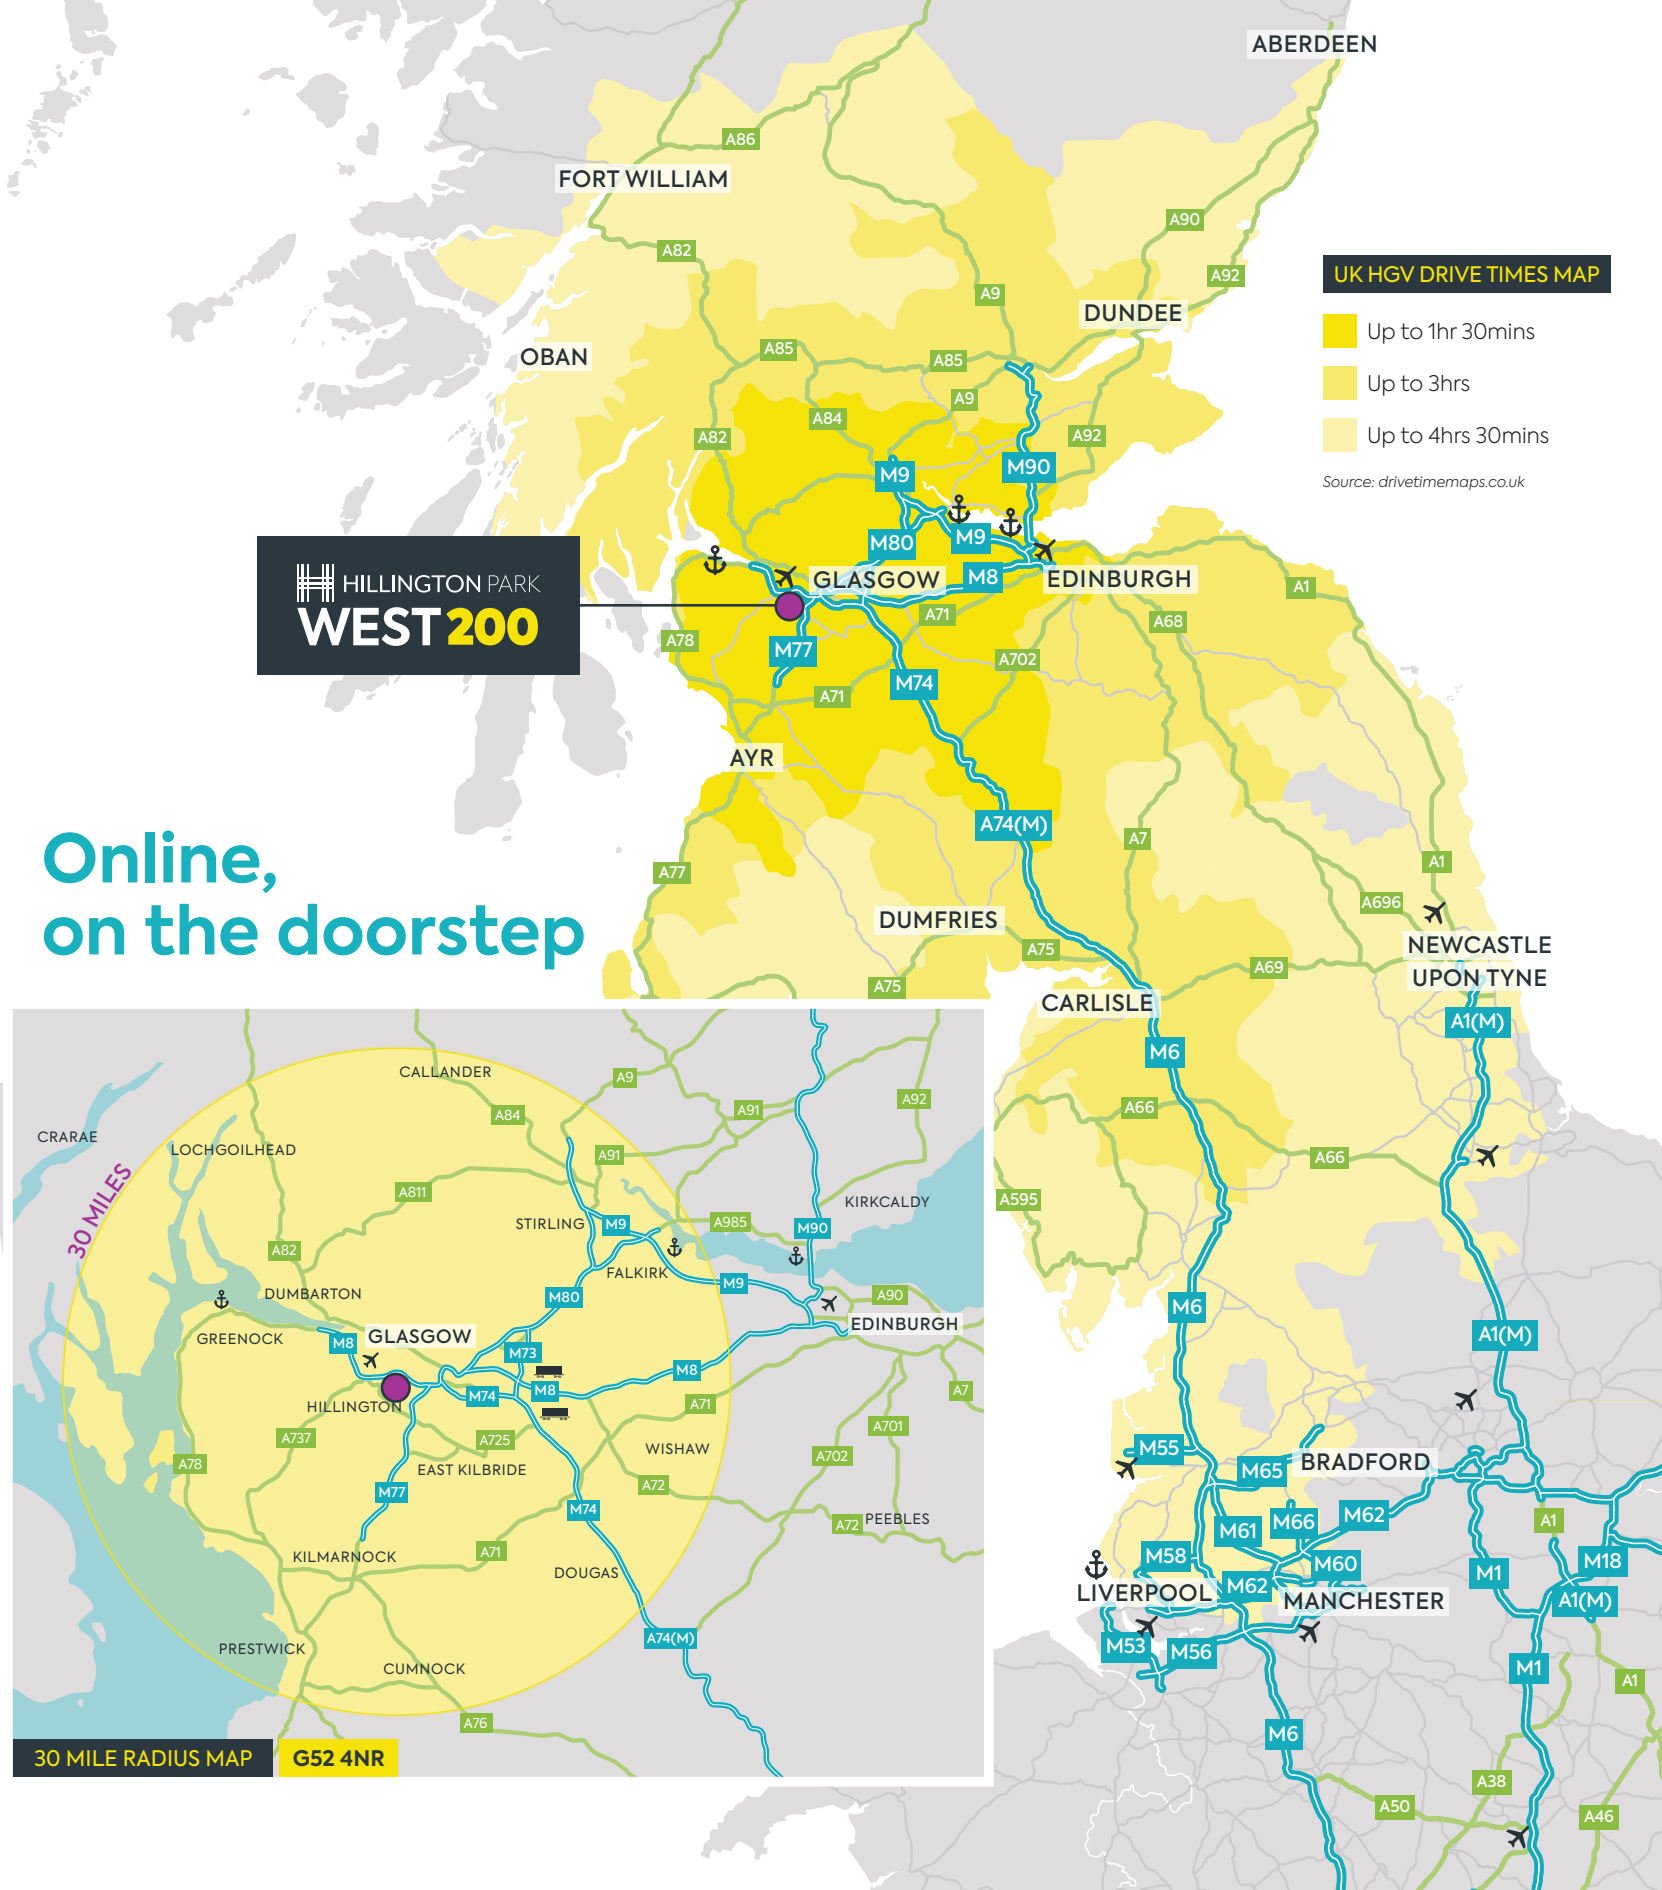 ABERDEEN
A86
FORT WILLIAM
A90
A82
A92
A9
DUNDEE
UK HGV DRIVE TIMES MAP
Up to 1hr 30mins
Up to 3hrs
Up to 4hrs 30mins
Source: drivetimemaps.co.uk
OBAN
A85
A85
A9
A84
A82
A92
M9
M90
M80
M9
HILLINGTON PARK
WEST 200
GLASGOW
M8
EDINBURGH
A1
A71
A68
A78
M77
A702
M74
A71
AYR
A74(M)
A7
A1
A77
A696
Online,
on the doorstep
DUMFRIES
A75
A75
A69
NEWCASTLE
UPON TYNE
CARLISLE
A1(M)
M6
A66
A66
A595
M6
A1(M)
M55
M65
BRADFORD
M61
M66
M62
A1
M58
M60
M1
M18
LIVERPOOL
M62
MANCHESTER
A1(M)
M53
M56
M1
A1
M6
A38
A50
A46
CALLANDER
A9
A92
A84
A91
CRARAE
LOCHGOILHEAD
A91
30 MILES
A811
KIRKCALDY
STIRLING
M9
A985
M90
A82
FALKIRK
M9
DUMBARTON
M80
A90
GREENOCK
M8
GLASGOW
EDINBURGH
M73
M8
M74
M8
A7
HILLINGTON
A71
A737
A725
A701
WISHAW
A702
A78
EAST KILBRIDE
A72
M77
M74
A72
PEEBLES
KILMARNOCK
A71
DOUGAS
PRESTWICK
A74(M)
CUMNOCK
A76
30 MILE RADIUS MAP
G52 4NR